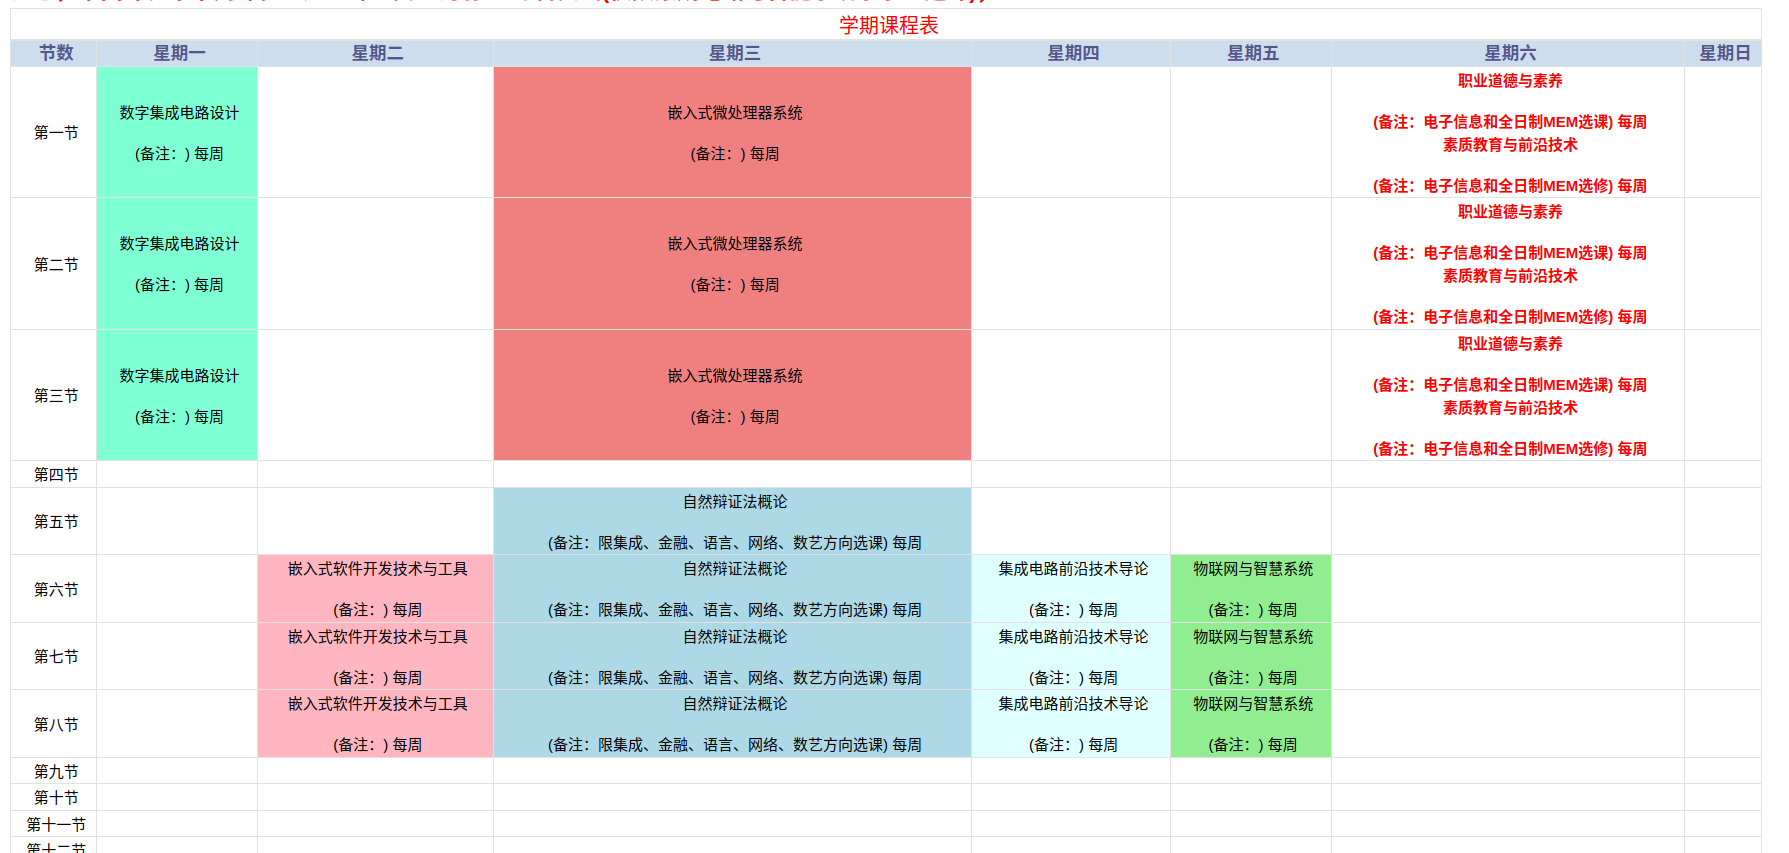 学期课程表
节数 星期一 星期二 星期三 星期四 星期五 星期六 星期日
第一节
数字集成电路设计
(备注：) 每周
嵌入式微处理器系统
(备注：) 每周
职业道德与素养
(备注：电子信息和全日制MEM选课) 每周
素质教育与前沿技术
(备注：电子信息和全日制MEM选修) 每周
第二节
数字集成电路设计
(备注：) 每周
嵌入式微处理器系统
(备注：) 每周
职业道德与素养
(备注：电子信息和全日制MEM选课) 每周
素质教育与前沿技术
(备注：电子信息和全日制MEM选修) 每周
第三节
数字集成电路设计
(备注：) 每周
嵌入式微处理器系统
(备注：) 每周
职业道德与素养
(备注：电子信息和全日制MEM选课) 每周
素质教育与前沿技术
(备注：电子信息和全日制MEM选修) 每周
第四节
第五节
自然辩证法概论
(备注：限集成、金融、语言、网络、数艺方向选课) 每周
第六节
嵌入式软件开发技术与工具
(备注：) 每周
自然辩证法概论
(备注：限集成、金融、语言、网络、数艺方向选课) 每周
集成电路前沿技术导论
(备注：) 每周
物联网与智慧系统
(备注：) 每周
第七节
嵌入式软件开发技术与工具
(备注：) 每周
自然辩证法概论
(备注：限集成、金融、语言、网络、数艺方向选课) 每周
集成电路前沿技术导论
(备注：) 每周
物联网与智慧系统
(备注：) 每周
第八节
嵌入式软件开发技术与工具
(备注：) 每周
自然辩证法概论
(备注：限集成、金融、语言、网络、数艺方向选课) 每周
集成电路前沿技术导论
(备注：) 每周
物联网与智慧系统
(备注：) 每周
第九节
第十节
第十一节
第十二节